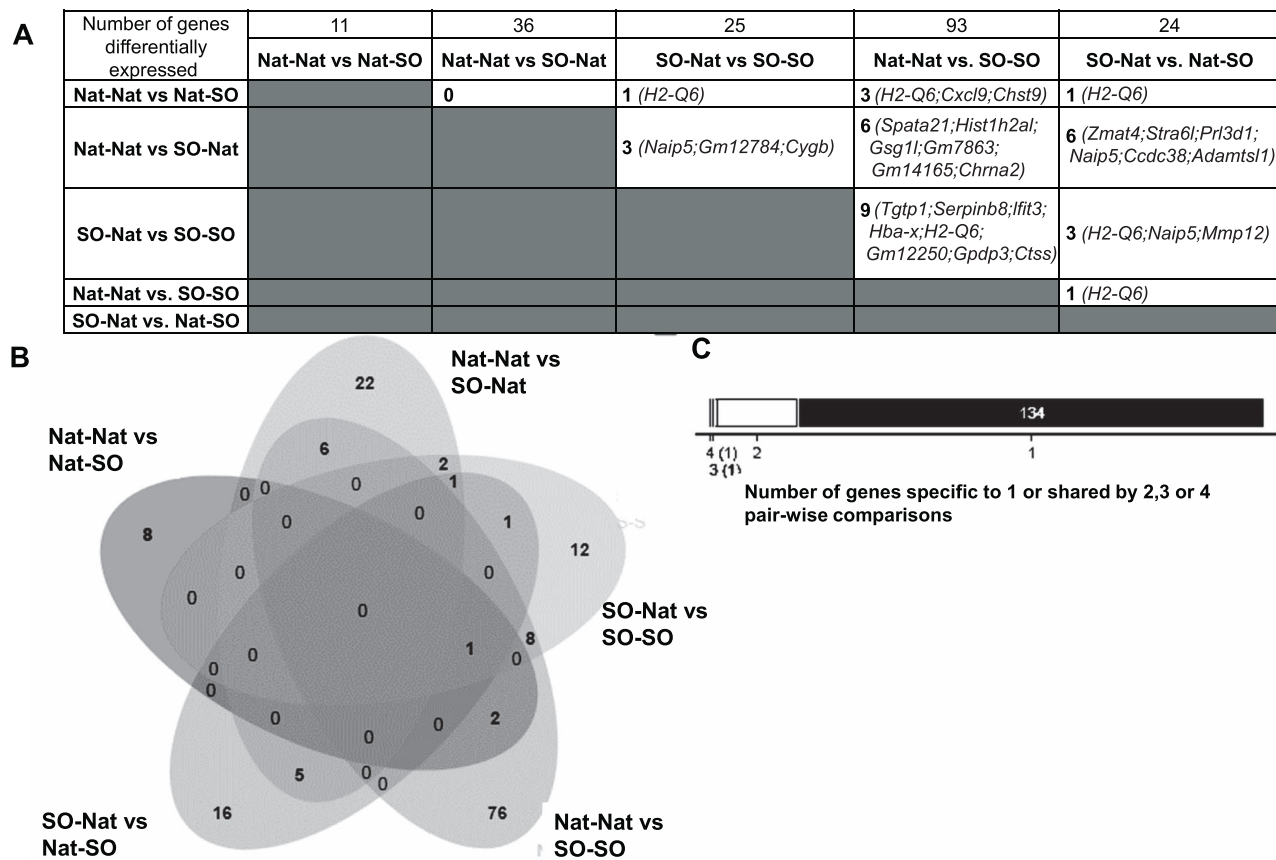 A
Number of genes differentially expressed
11
36
25
93
24
Nat-Nat vs Nat-SO
Nat-Nat vs SO-Nat
SO-Nat vs SO-SO
Nat-Nat vs. SO-SO
SO-Nat vs. Nat-SO
Nat-Nat vs Nat-SO
0
1 (H2-Q6)
3 (H2-Q6;Cxcl9;Chst9)
1 (H2-Q6)
Nat-Nat vs SO-Nat
3 (Naip5;Gm12784;Cygb)
6 (Spata21;Hist1h2al;
Gsg1l;Gm7863;
Gm14165;Chrna2)
6 (Zmat4;Stra6l;Prl3d1;
Naip5;Ccdc38;Adamtsl1)
SO-Nat vs SO-SO
9 (Tgtp1;Serpinb8;Ifit3;
Hba-x;H2-Q6;
Gm12250;Gpdp3;Ctss)
3 (H2-Q6;Naip5;Mmp12)
Nat-Nat vs. SO-SO
1 (H2-Q6)
SO-Nat vs. Nat-SO
B
Nat-Nat vs
SO-Nat
22
Nat-Nat vs
Nat-SO
6
2
1
0
0
0
0
0
1
8
12
0
0
0
SO-Nat vs
SO-SO
0
8
1
0
0
0
0
0
2
0
0
5
0
0
16
76
SO-Nat vs
Nat-SO
Nat-Nat vs
SO-SO
C
134
4 (1) 2 1
3 (1)
Number of genes specific to 1 or shared by 2,3 or 4
pair-wise comparisons